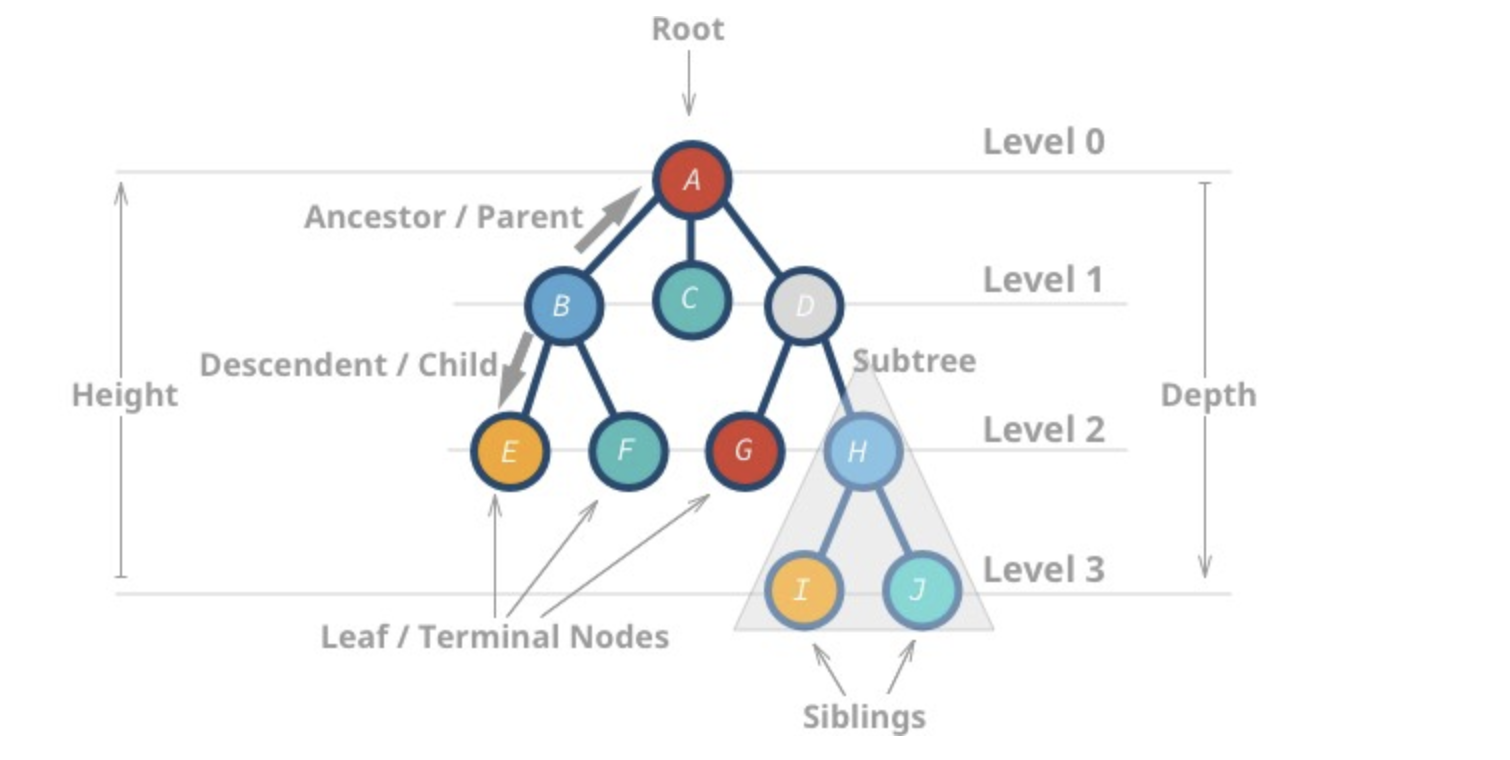 Root
Level 0
A
Ancestor / Parent
Level 1
B
C
D
Descendent / Child
Subtree
Height
Depth
Level 2
E
F
G
H
Level 3
I
J
Leaf / Terminal Nodes
Siblings